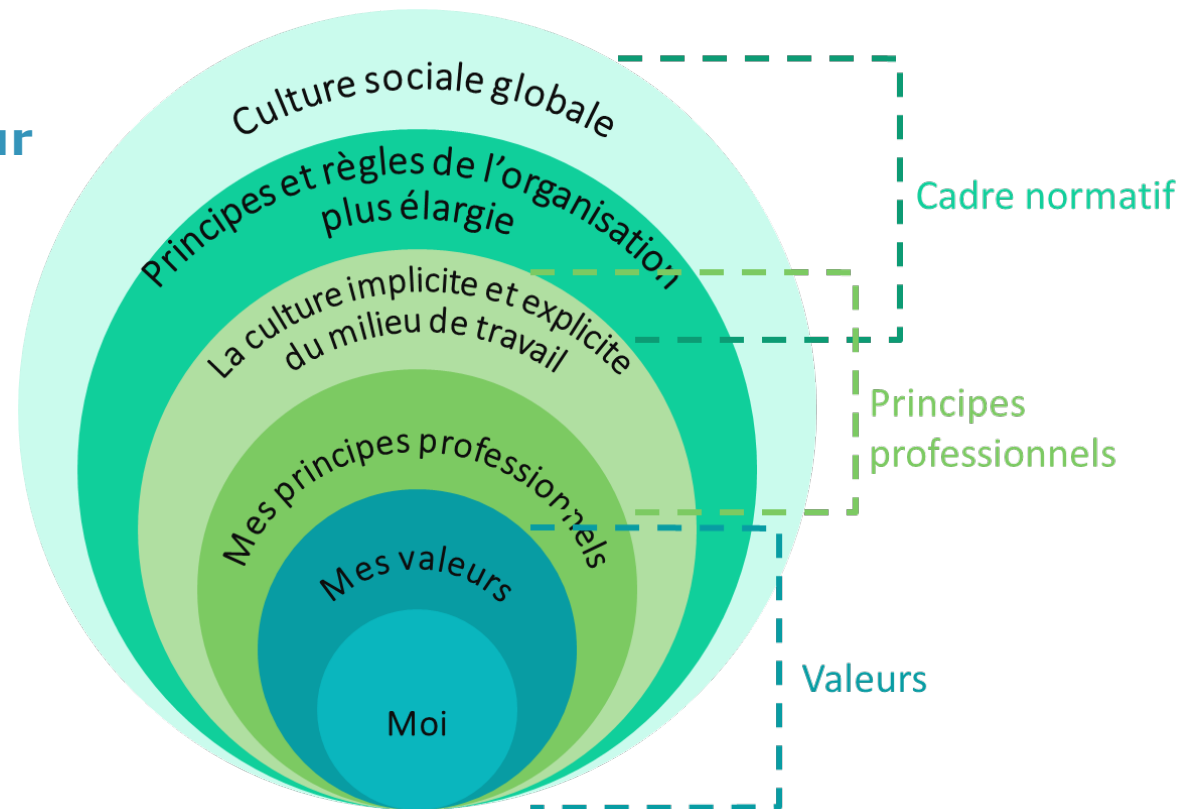 ur
Culture sociale globale
Principes et règles de l'organisation
plus élargie
La culture implicite et explicite
du milieu de travail
Mes principes professionnels
Mes valeurs
Moi
Cadre normatif
Principes
professionnels
Valeurs